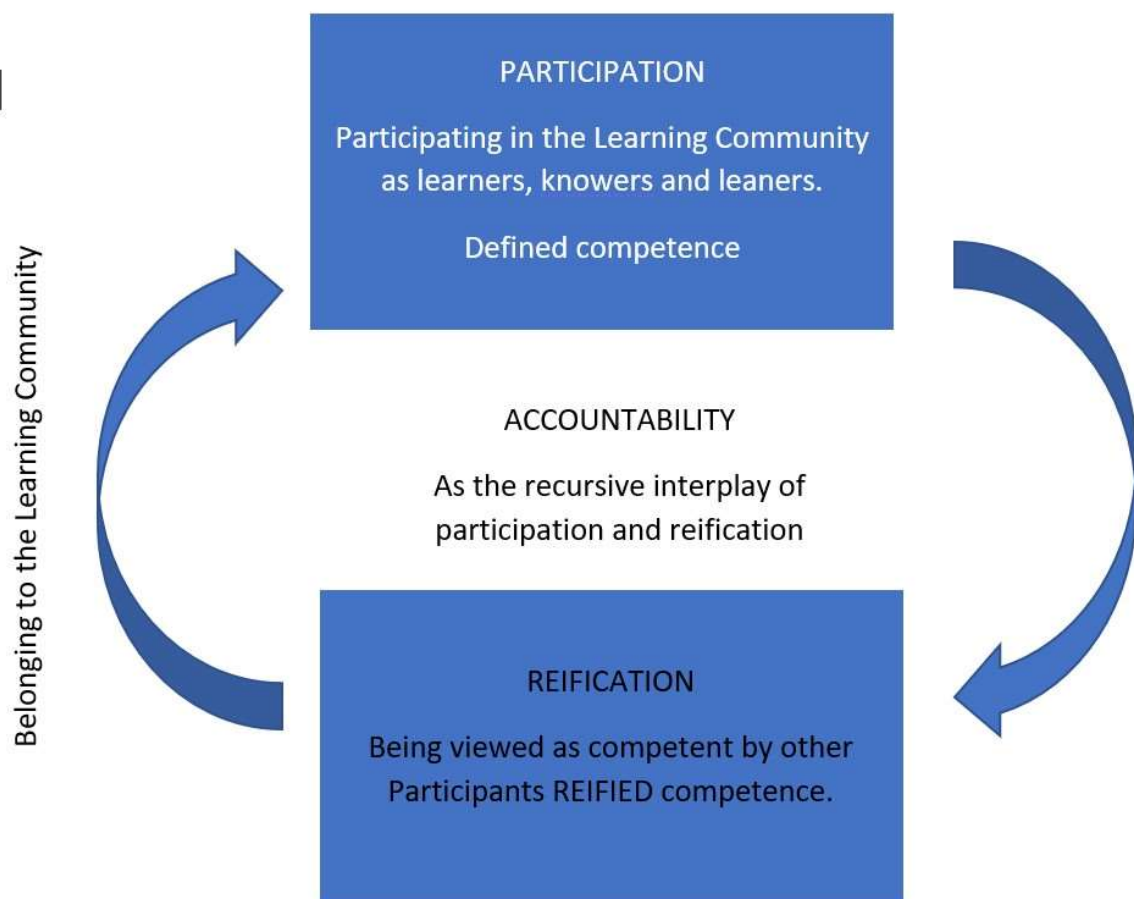 PARTICIPATION
Participating in the Learning Community
as learners, knowers and leaners.
Defined competence
Belonging to the Learning Community
ACCOUNTABILITY
As the recursive interplay of
participation and reification
REIFICATION
Being viewed as competent by other
Participants REIFIED competence.